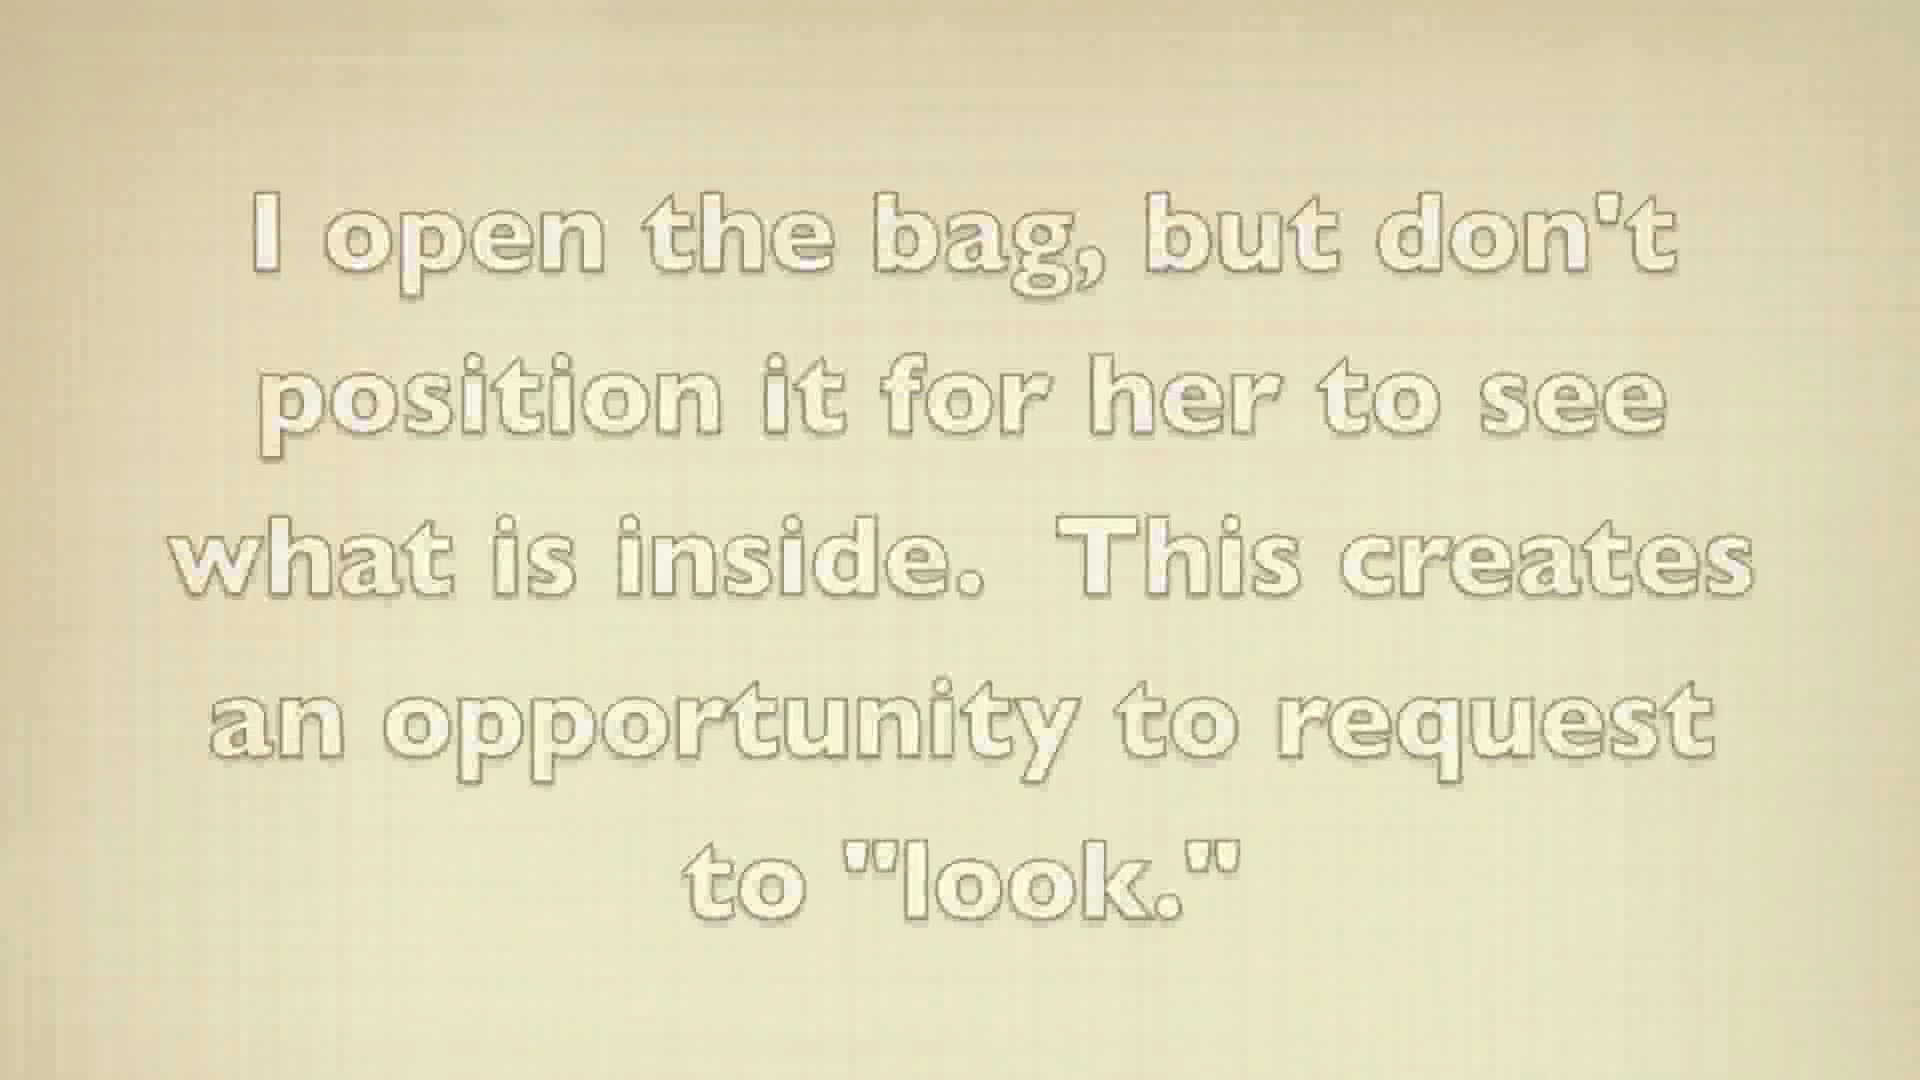 I open the bag, but don't
position it for her to see
what is inside.  This creates
an opportunity to request
to "look."